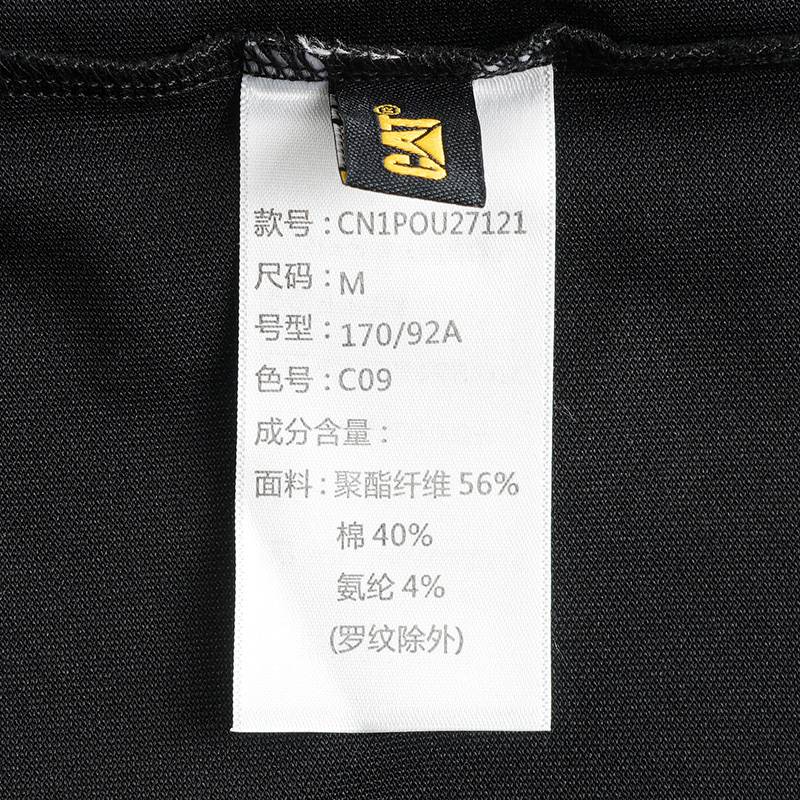 CAT®
款号：CN1POU27121
尺码：M
号型：170/92A
色号：C09
成分含量：
面料：聚酯纤维 56%
棉 40%
氨纶 4%
(罗纹除外)